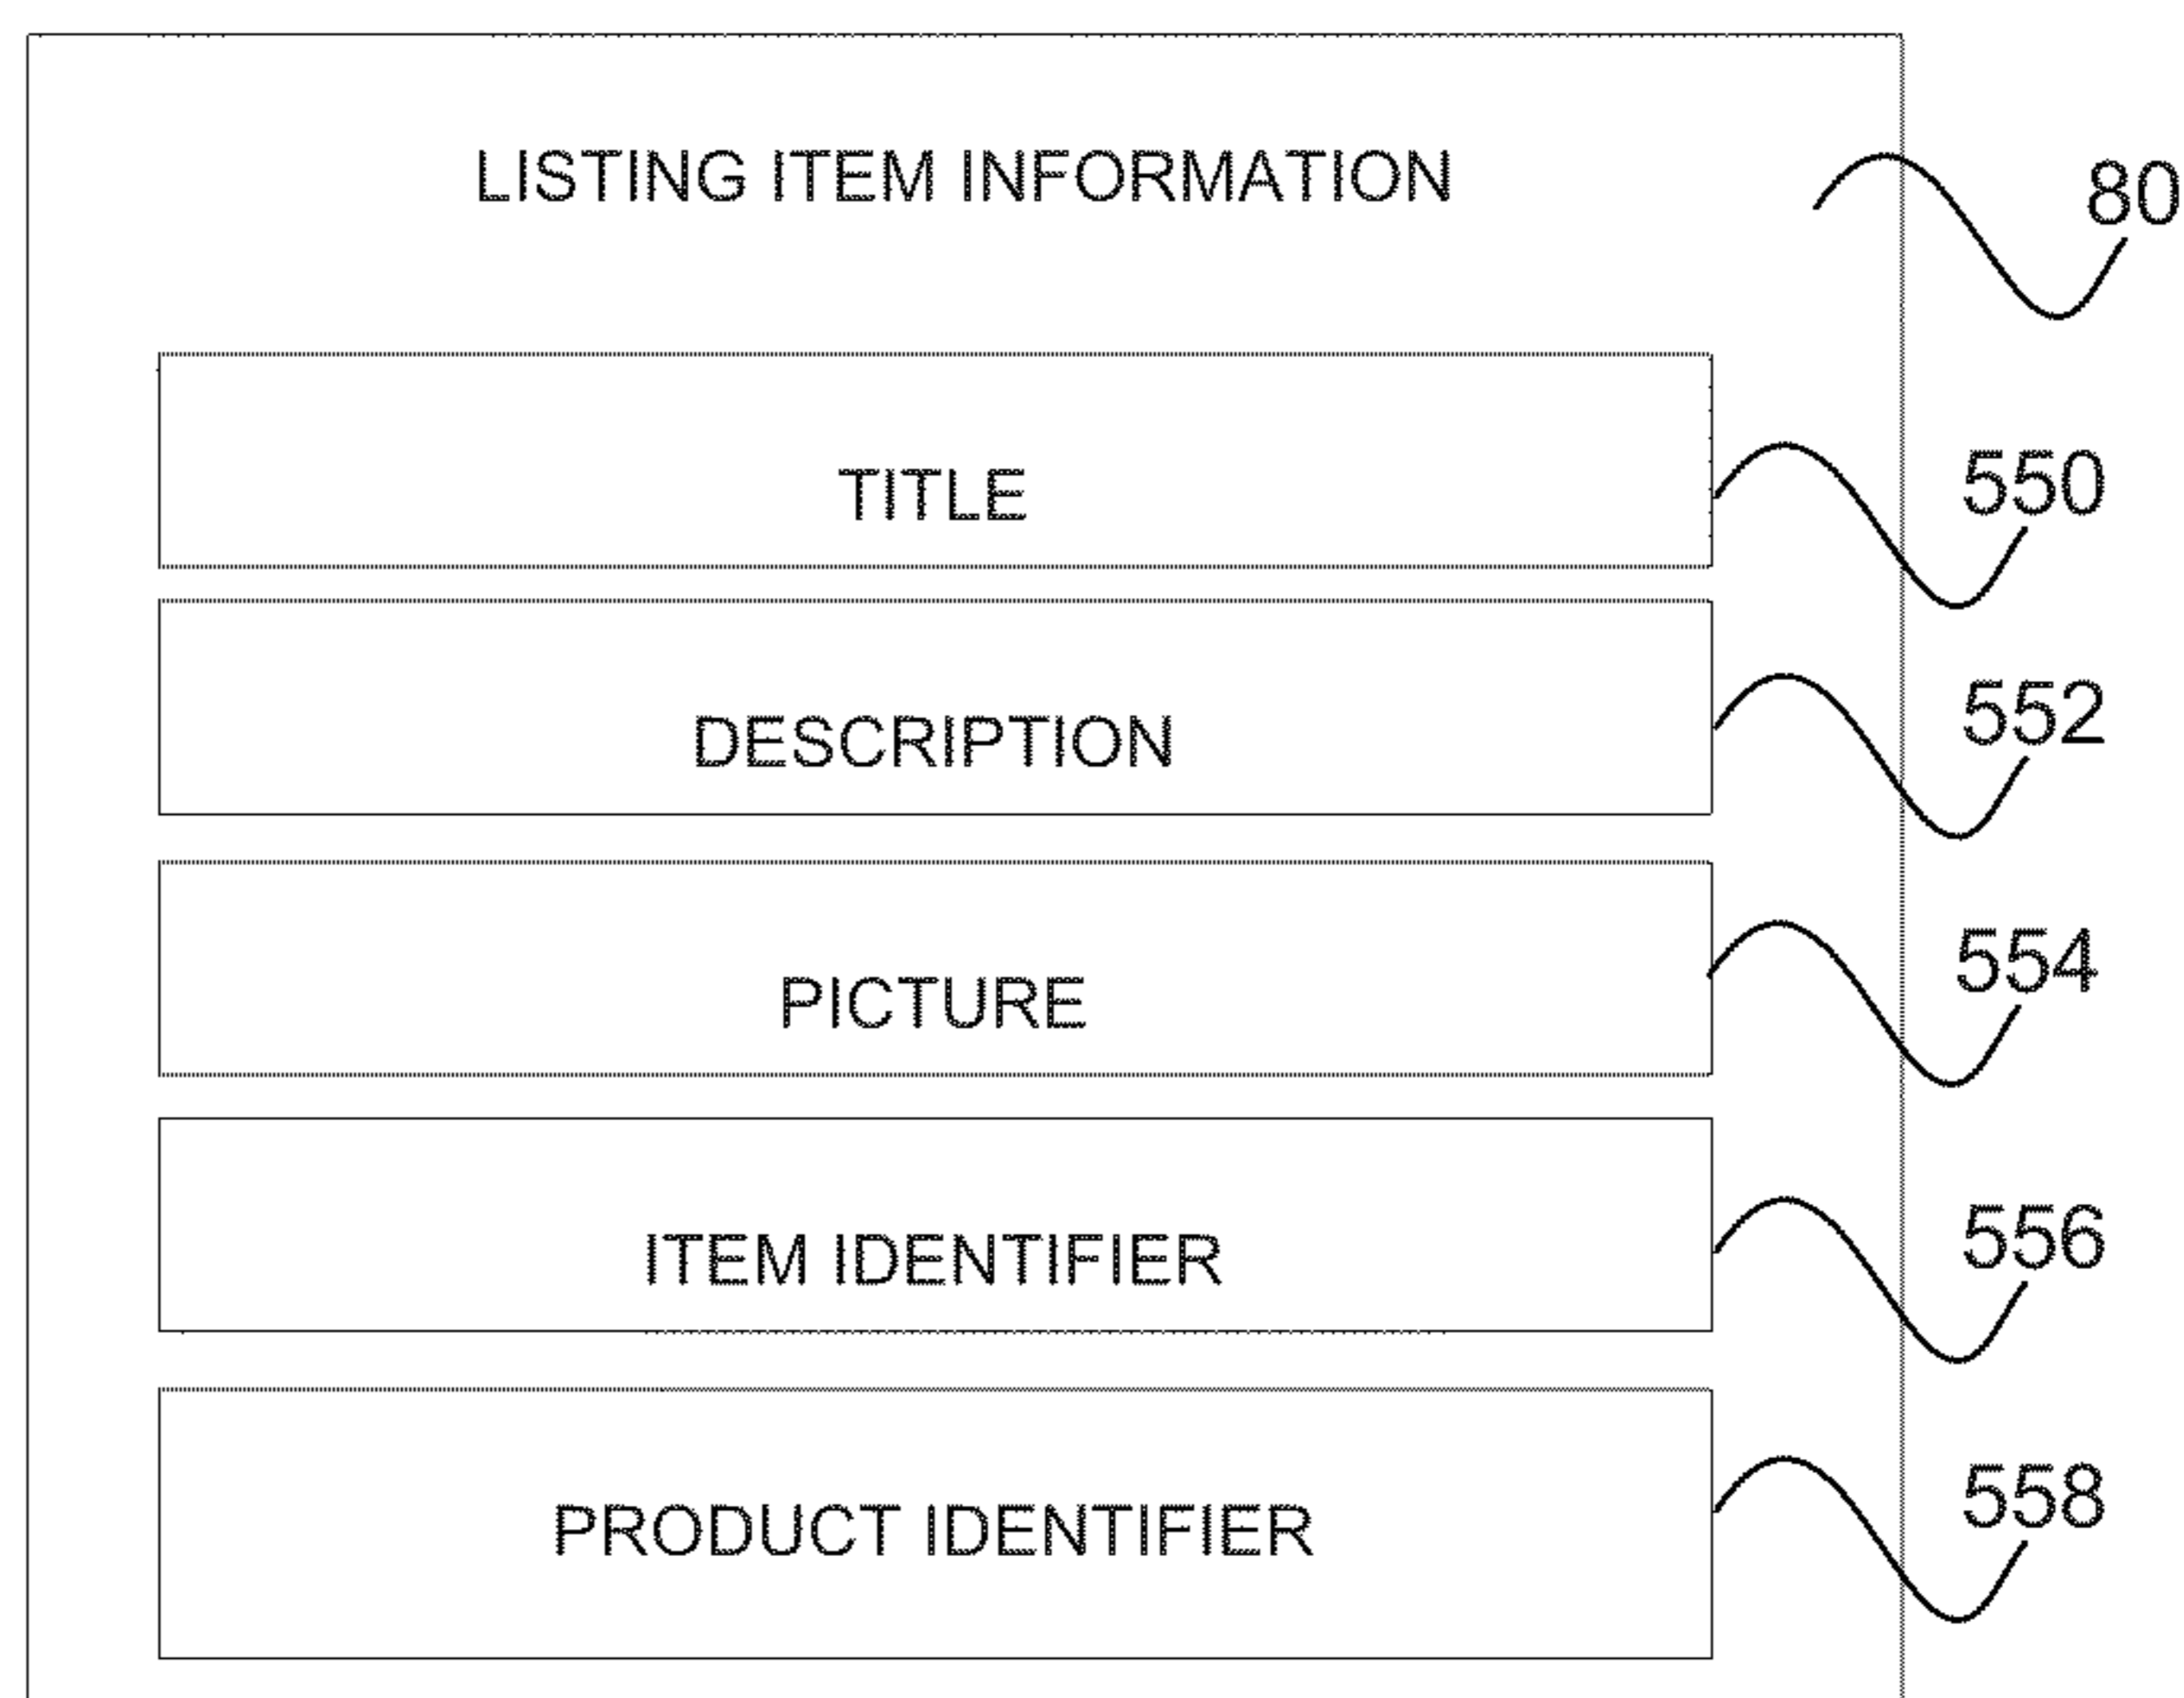 LISTING ITEM INFORMATION
80
TITLE
550
DESCRIPTION
552
PICTURE
554
ITEM IDENTIFIER
556
PRODUCT IDENTIFIER
558